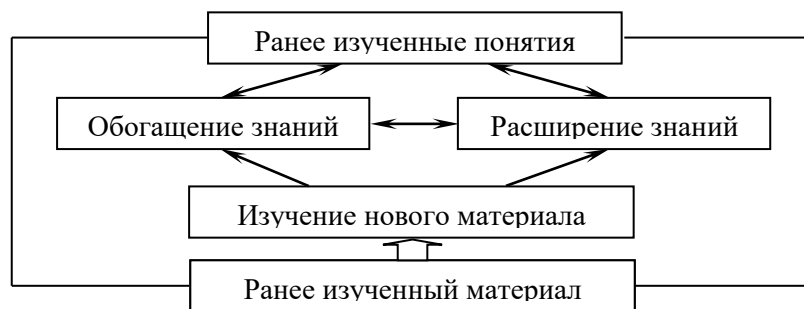 Ранее изученные понятия
Обогащение знаний
Расширение знаний
Изучение нового материала
Ранее изученный материал